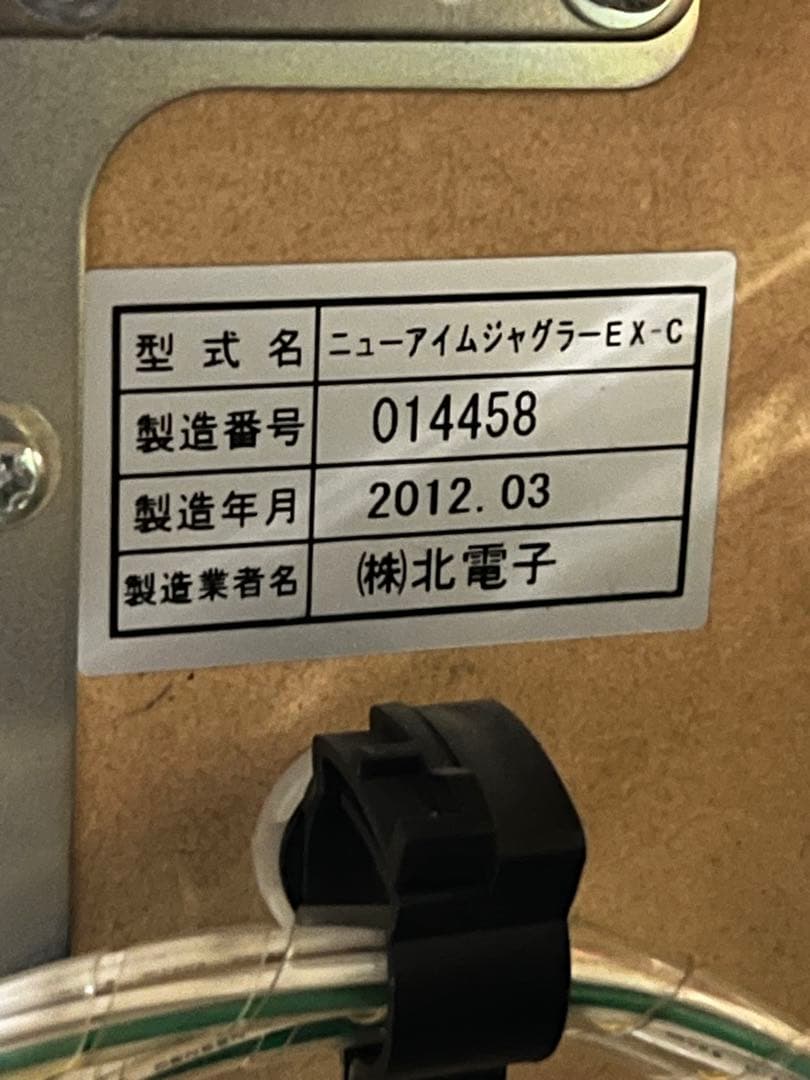 型式名 ニューアイムジャグラーEX-C
製造番号 014458
製造年月 2012.03
製造業者名 ㈱北電子